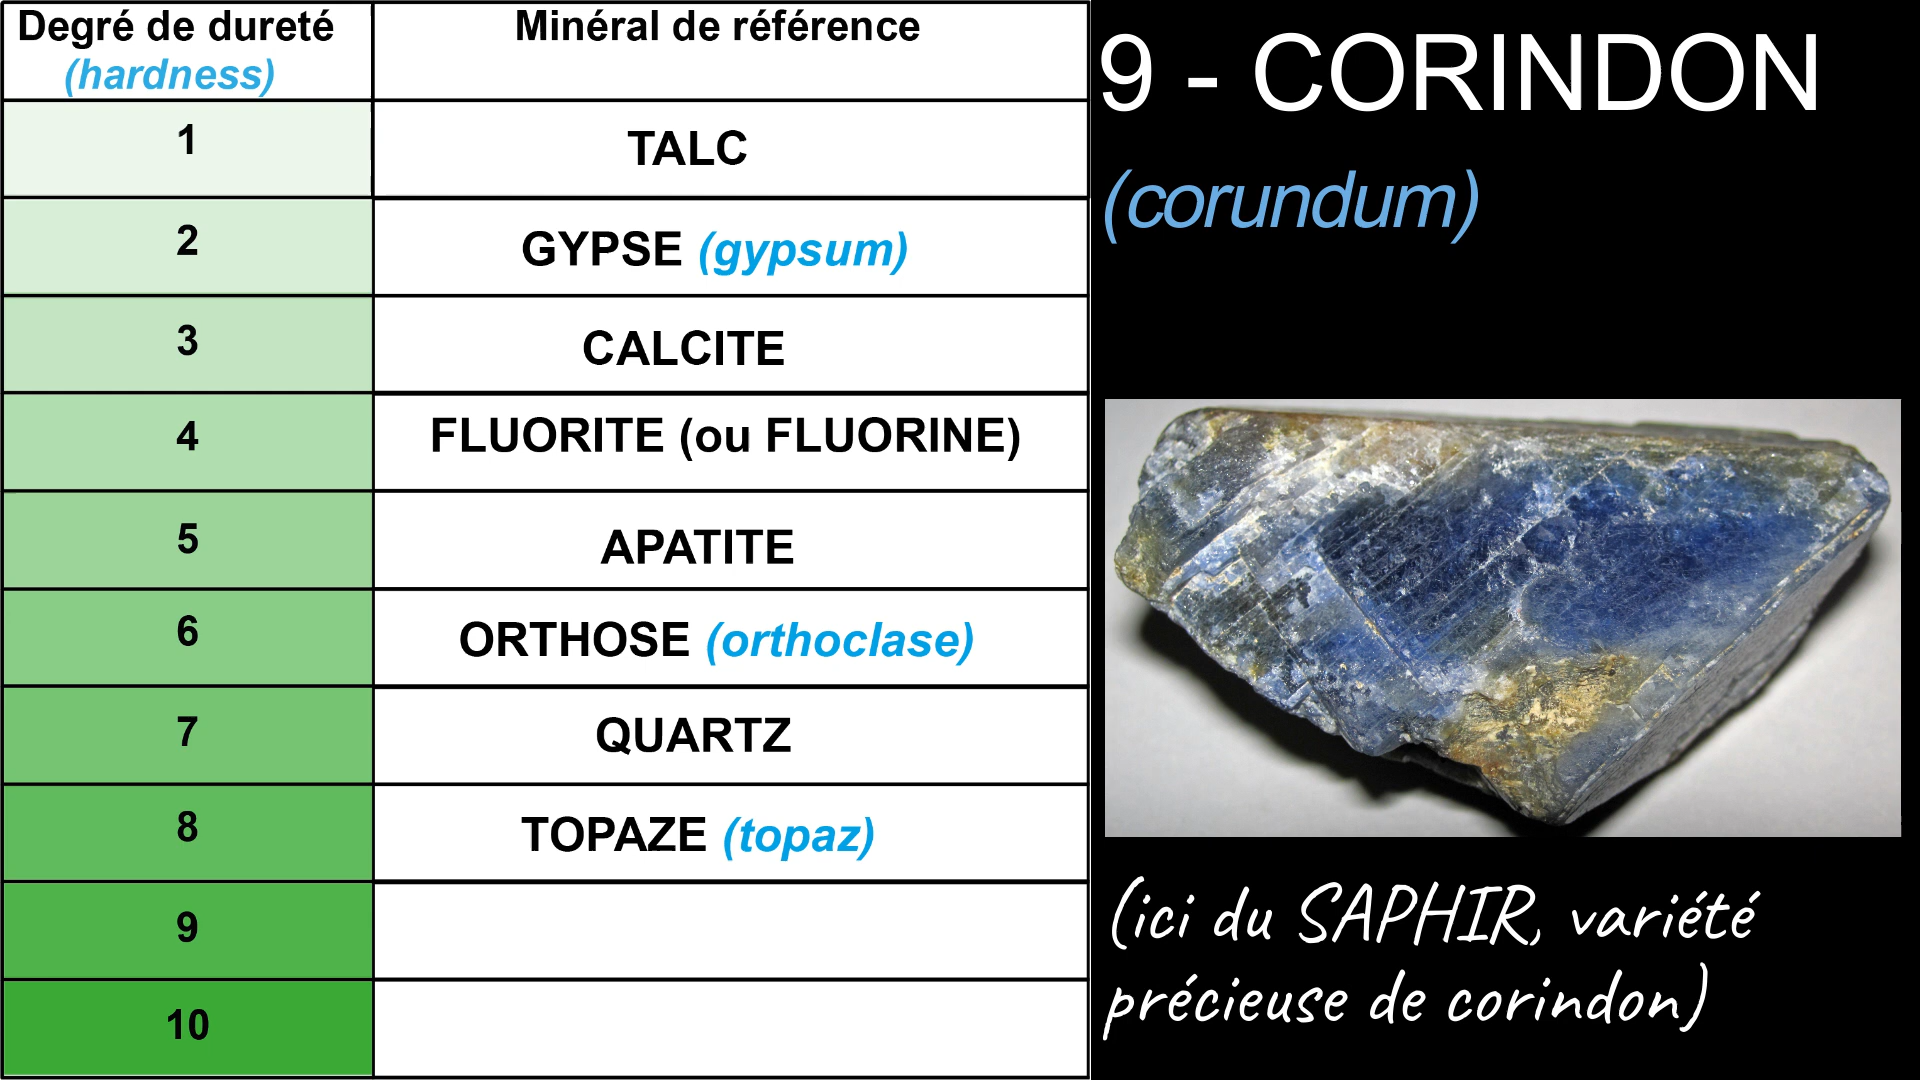 Degré de dureté
(hardness)
Minéral de référence
1
TALC
2
GYPSE (gypsum)
3
CALCITE
4
FLUORITE (ou FLUORINE)
5
APATITE
6
ORTHOSE (orthoclase)
7
QUARTZ
8
TOPAZE (topaz)
9
10
9 - CORINDON
(corundum)
(ici du SAPHIR, variété
précieuse de corindon)